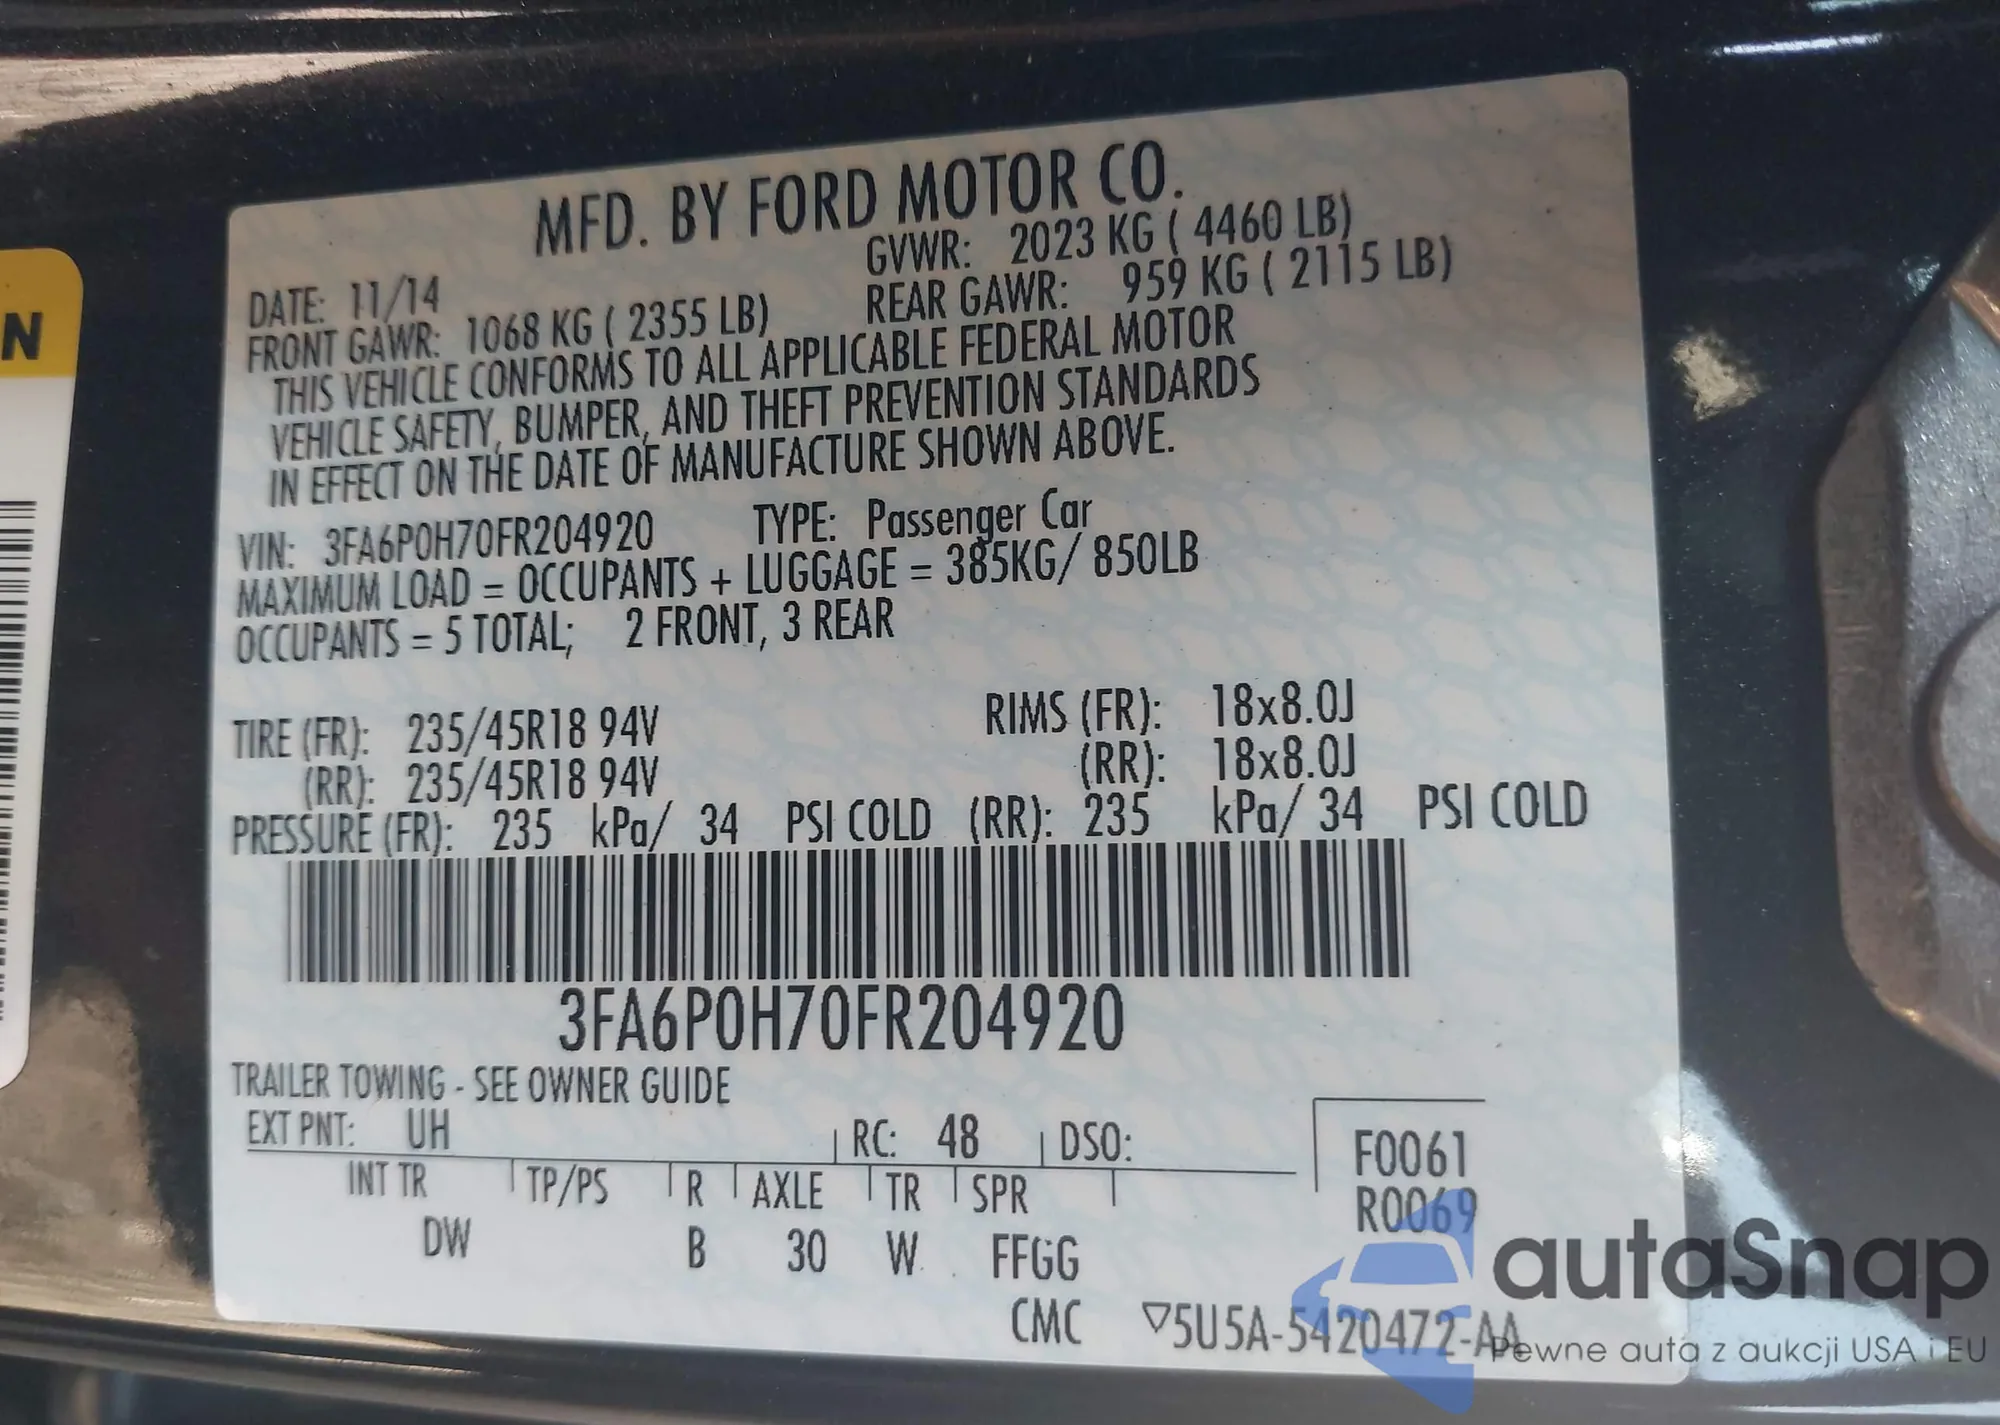 N
MFD. BY FORD MOTOR CO.
DATE: 11/14 GVWR: 2023 KG ( 4460 LB)
FRONT GAWR: 1068 KG ( 2355 LB) REAR GAWR: 959 KG ( 2115 LB)
THIS VEHICLE CONFORMS TO ALL APPLICABLE FEDERAL MOTOR
VEHICLE SAFETY, BUMPER, AND THEFT PREVENTION STANDARDS
IN EFFECT ON THE DATE OF MANUFACTURE SHOWN ABOVE.
VIN: 3FA6P0H70FR204920 TYPE: Passenger Car
MAXIMUM LOAD = OCCUPANTS + LUGGAGE = 385KG/ 850LB
OCCUPANTS = 5 TOTAL; 2 FRONT, 3 REAR
TIRE (FR): 235/45R18 94V RIMS (FR): 18x8.0J
(RR): 235/45R18 94V (RR): 18x8.0J
PRESSURE (FR): 235 kPa/ 34 PSI COLD (RR): 235 kPa/ 34 PSI COLD
3FA6P0H70FR204920
TRAILER TOWING - SEE OWNER GUIDE
EXT PNT: UH RC: 48 DSO: F0061
INT TR TP/PS R AXLE TR SPR R0069
DW B 30 W FFGG
CMC ▽5U5A-5420472-AA
autaSnap
Pewne auta z aukcji USA i EU